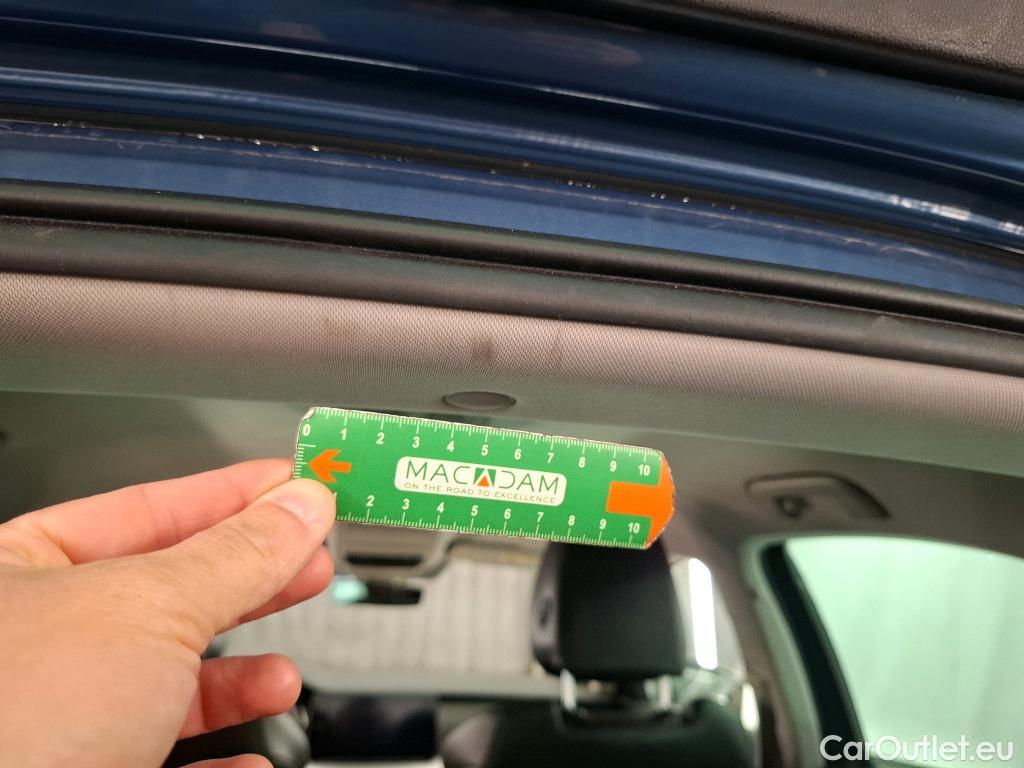 0 1 2 3 4 5 6 7 8 9 10
MACADAM
ON THE ROAD TO EXCELLENCE
1 2 3 4 5 6 7 8 9 10
CarOutlet.eu